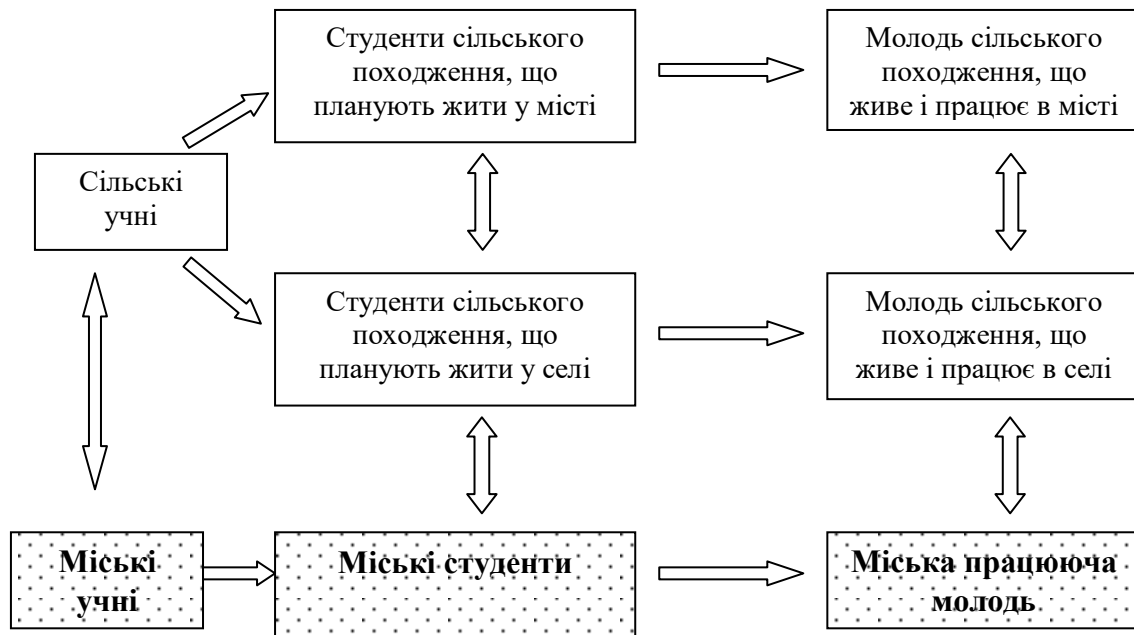 Студенти сільського
походження, що
планують жити у місті
Молодь сільського
походження, що
живе і працює в місті
Сільські
учні
Студенти сільського
походження, що
планують жити у селі
Молодь сільського
походження, що
живе і працює в селі
Міські
учні
Міські студенти
Міська працююча
молодь